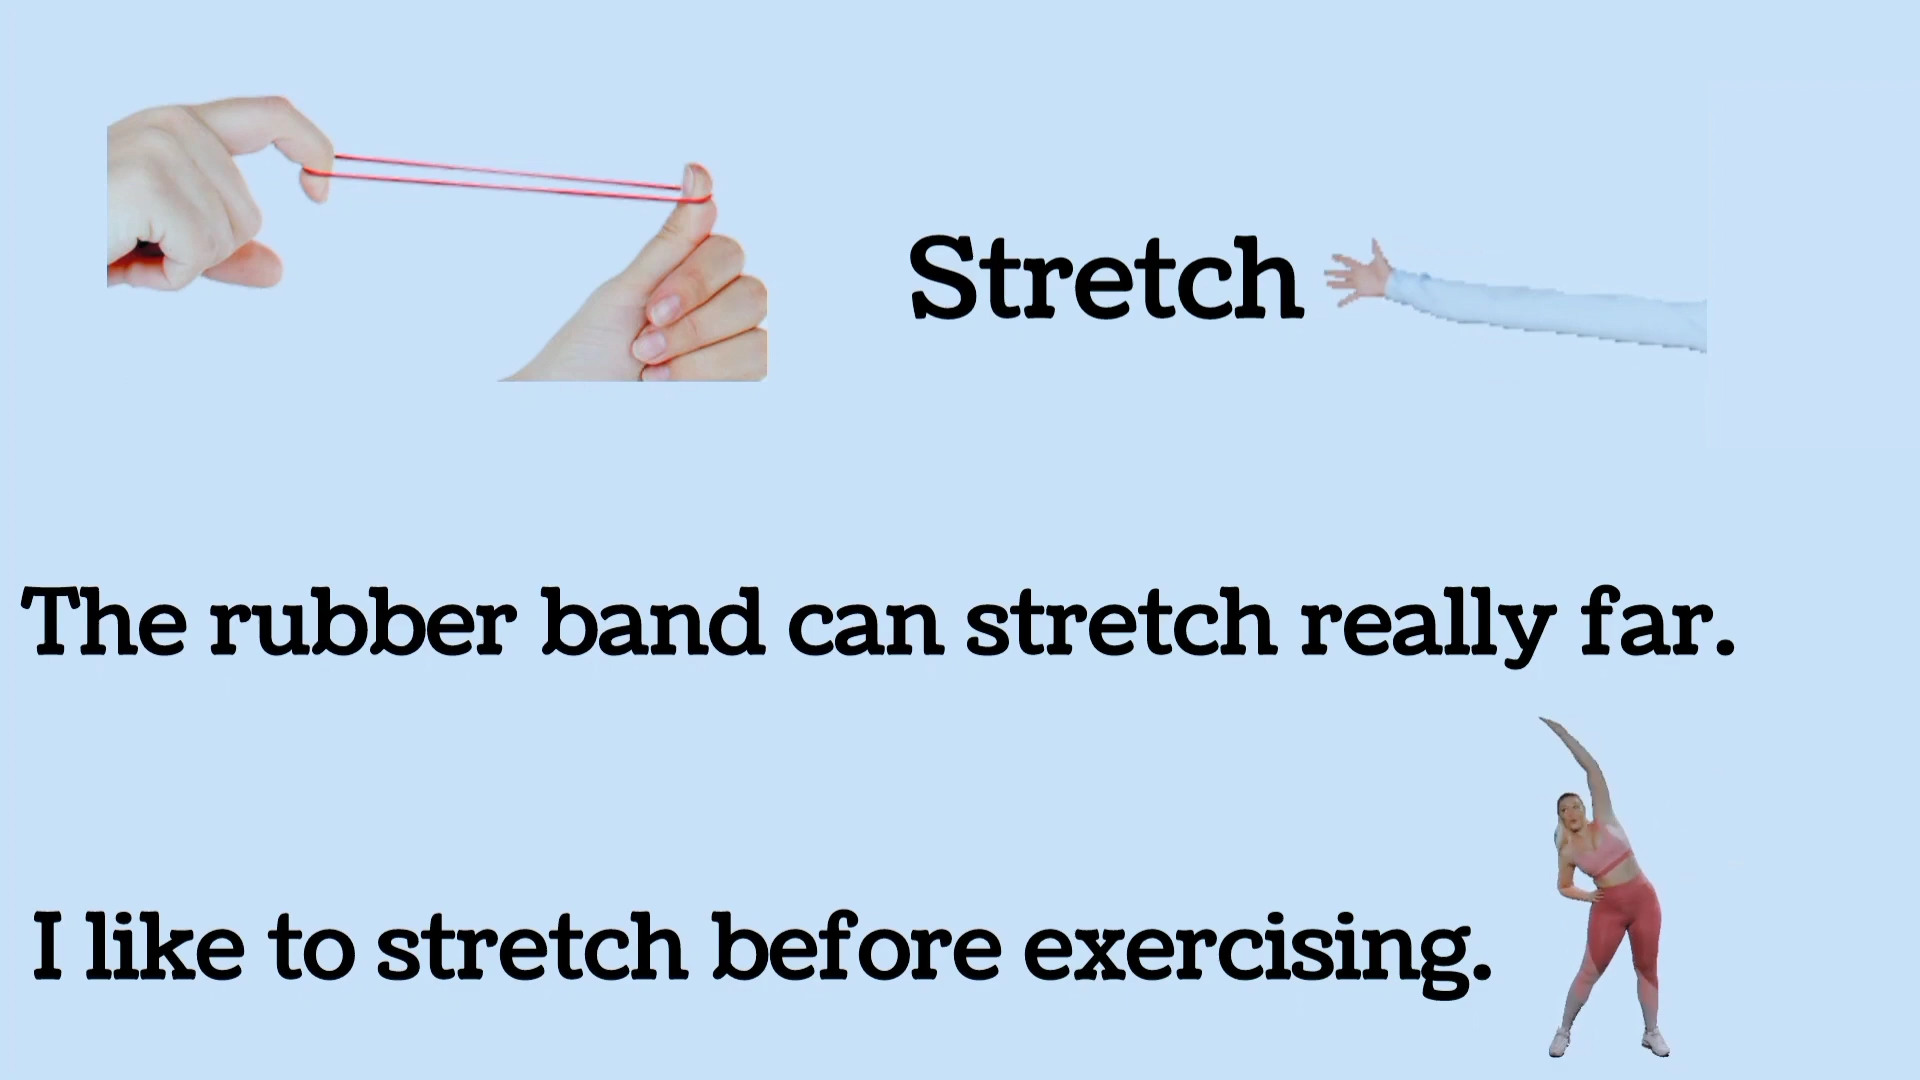 Stretch
The rubber band can stretch really far.
I like to stretch before exercising.